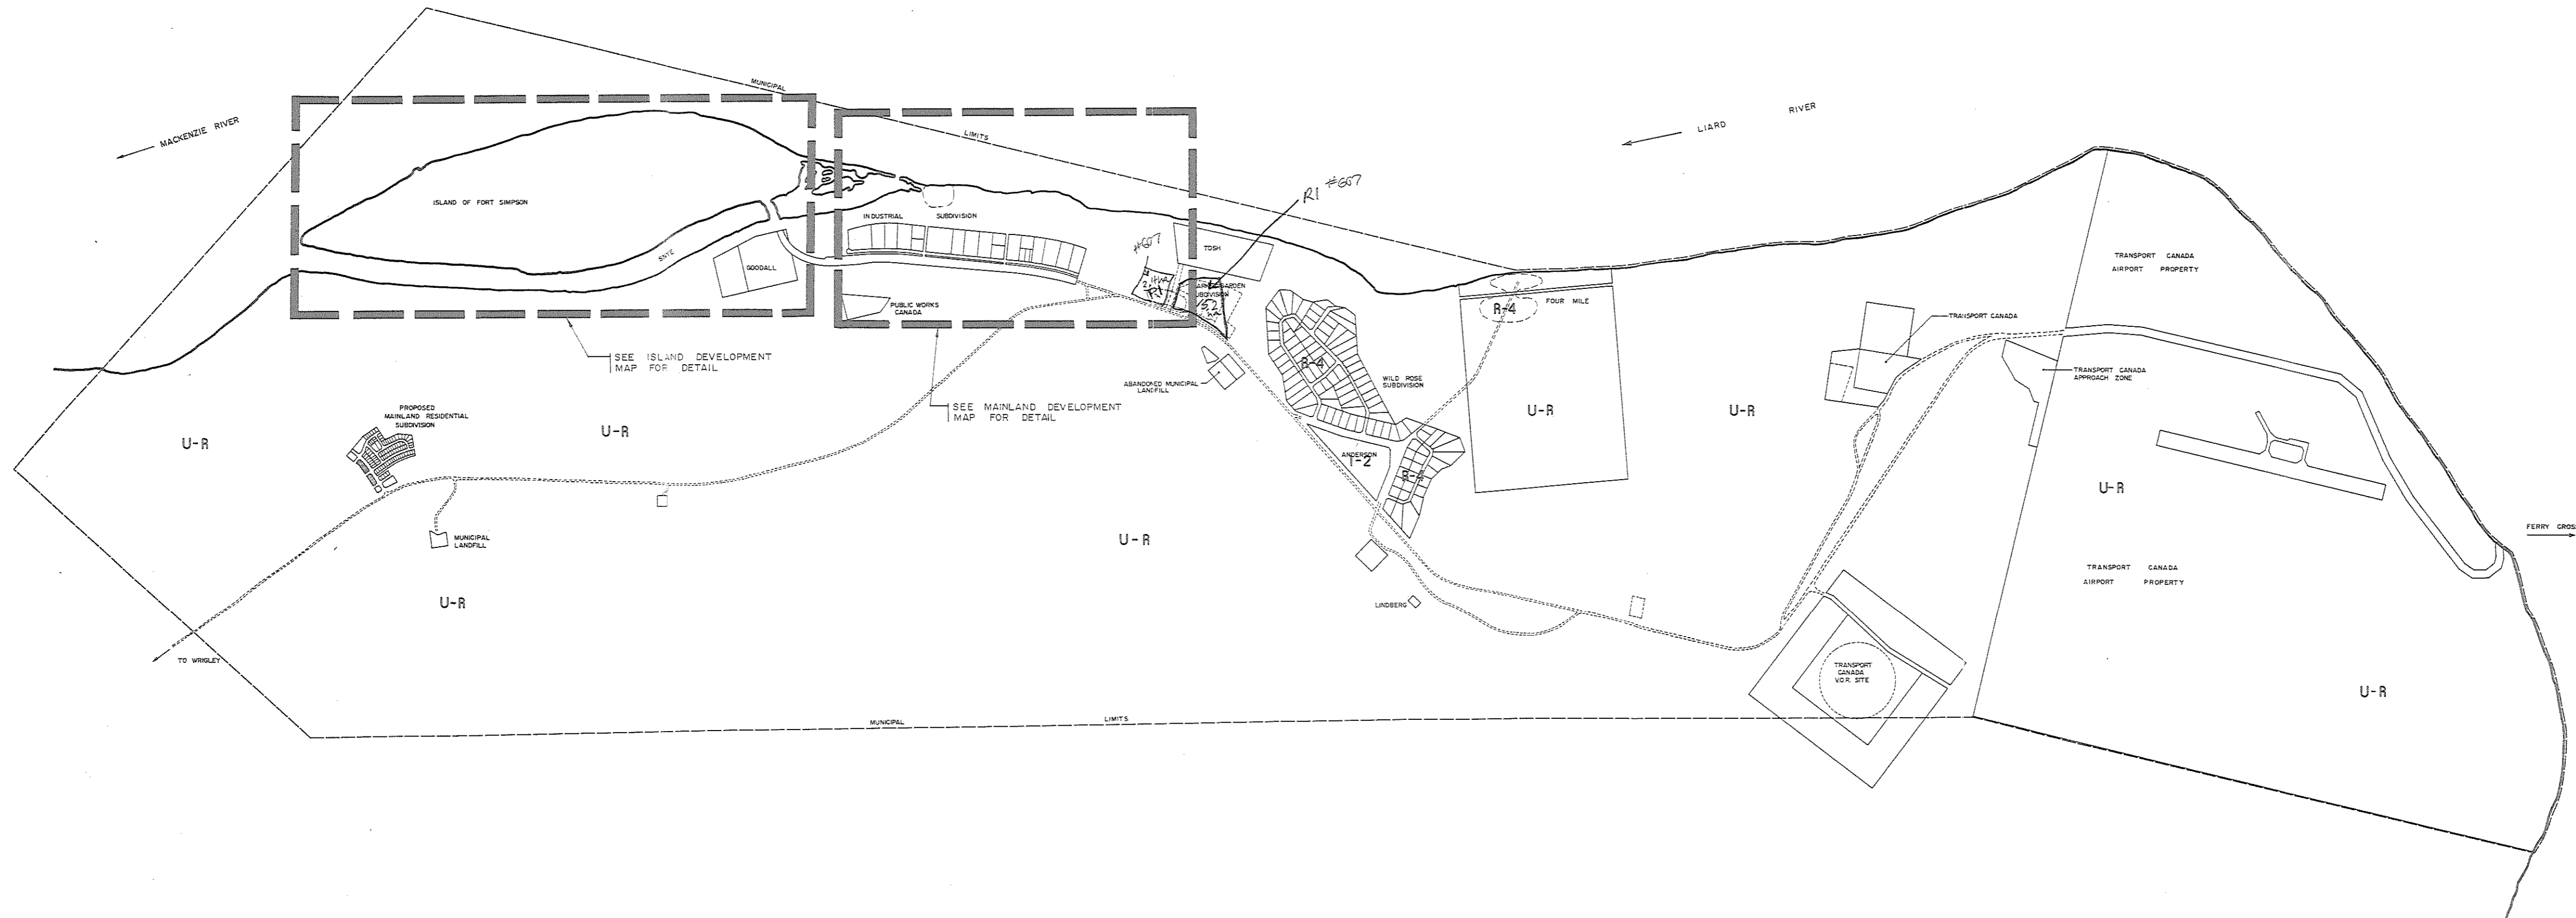 MUNICIPAL
LIMITS
MACKENZIE RIVER
LIARD RIVER
ISLAND OF FORT SIMPSON
SNYE
GOODALL
INDUSTRIAL SUBDIVISION
PUBLIC WORKS
CANADA
R1 #607
#607
R1
TOSH
GARDEN
SUBDIVISION
FOUR MILE
R-4
TRANSPORT CANADA
AIRPORT PROPERTY
TRANSPORT CANADA
TRANSPORT CANADA
APPROACH ZONE
SEE ISLAND DEVELOPMENT
MAP FOR DETAIL
SEE MAINLAND DEVELOPMENT
MAP FOR DETAIL
ABANDONED MUNICIPAL
LANDFILL
R-4
WILD ROSE
SUBDIVISION
PROPOSED
MAINLAND RESIDENTIAL
SUBDIVISION
U-R
U-R
U-R
U-R
ANDERSON
R-4
U-R
MUNICIPAL
LANDFILL
U-R
U-R
LINDBERG
FERRY CROSS
TRANSPORT CANADA
AIRPORT PROPERTY
TO WRIGLEY
TRANSPORT
CANADA
V.O.R. SITE
U-R
MUNICIPAL LIMITS